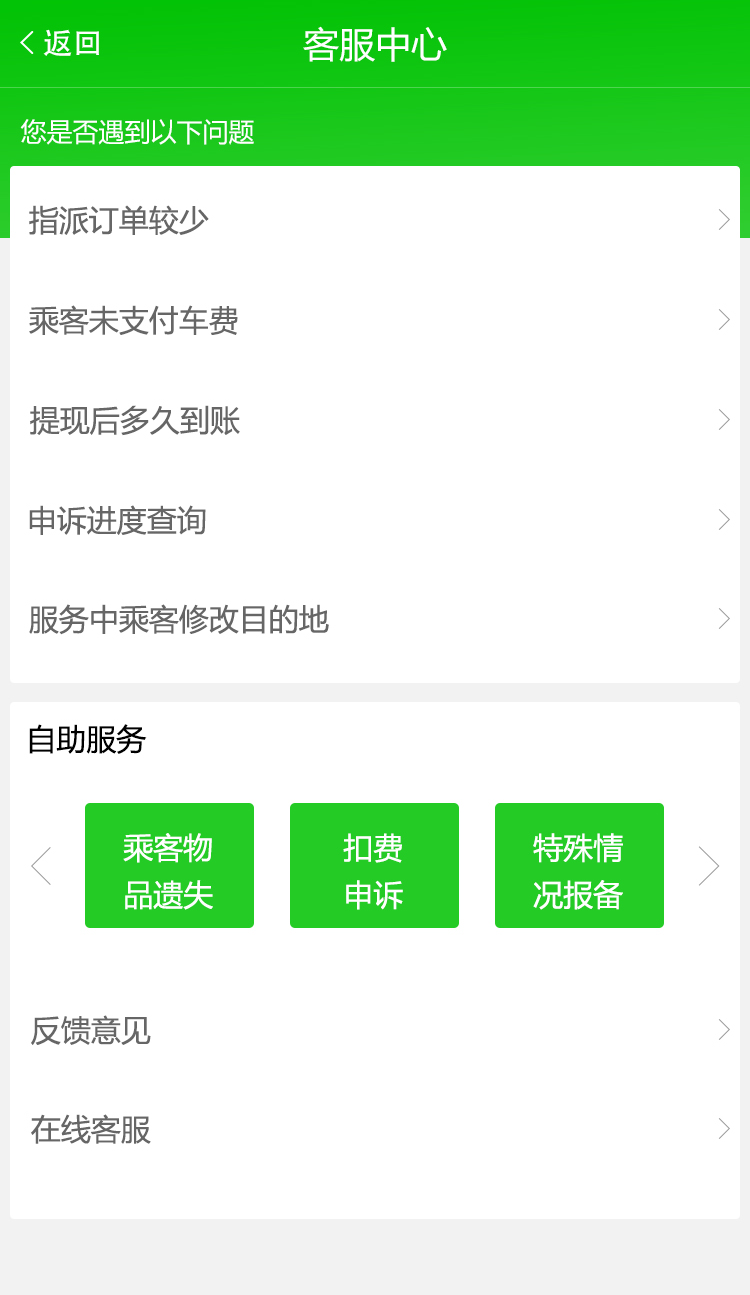 返回
客服中心
您是否遇到以下问题
指派订单较少
乘客未支付车费
提现后多久到账
申诉进度查询
服务中乘客修改目的地
自助服务
乘客物
品遗失
扣费
申诉
特殊情
况报备
反馈意见
在线客服